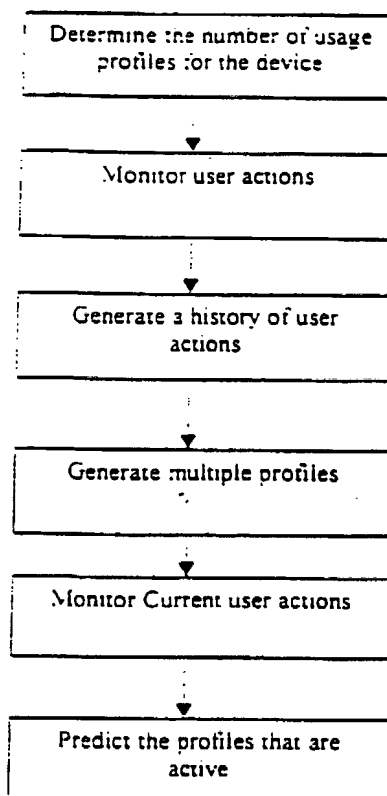 Determine the number of usage
profiles for the device
Monitor user actions
Generate a history of user
actions
Generate multiple profiles
Monitor Current user actions
Predict the profiles that are
active